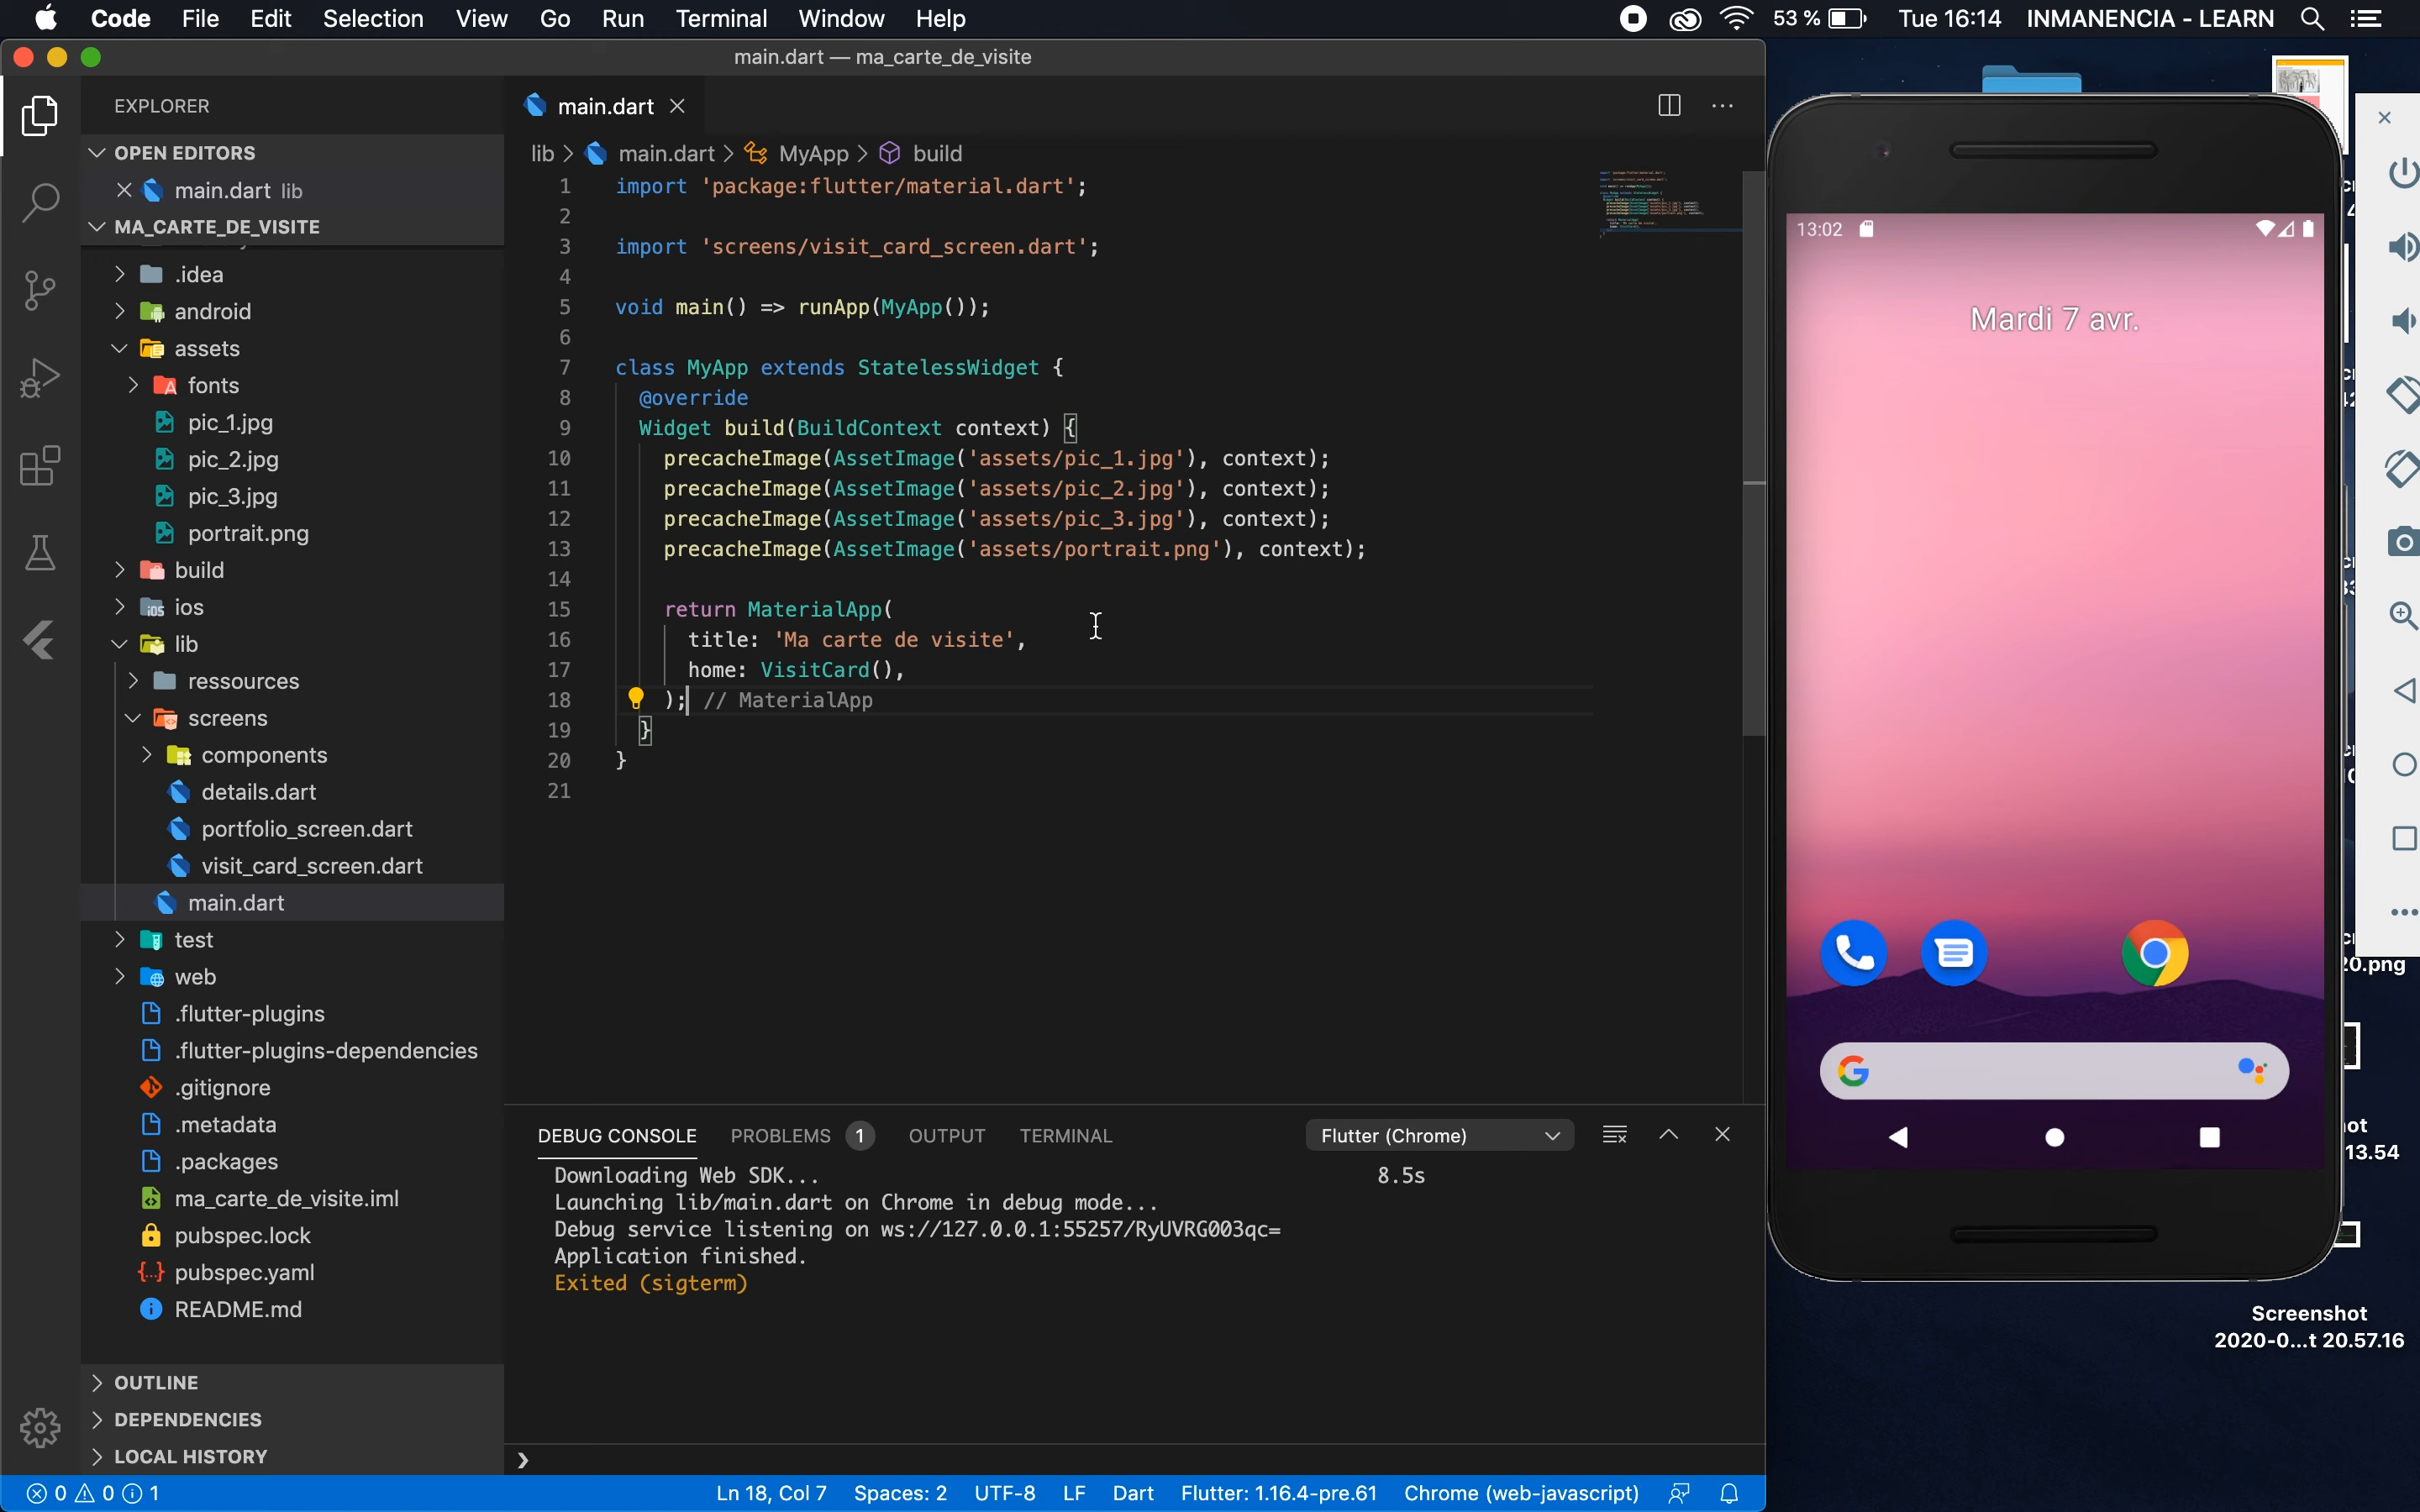 Code File Edit Selection View Go Run Terminal Window Help
53 % Tue 16:14 INMANENCIA - LEARN
main.dart — ma_carte_de_visite
EXPLORER
OPEN EDITORS
main.dart lib
MA_CARTE_DE_VISITE
.idea
android
assets
fonts
pic_1.jpg
pic_2.jpg
pic_3.jpg
portrait.png
build
ios
lib
ressources
screens
components
details.dart
portfolio_screen.dart
visit_card_screen.dart
main.dart
test
web
.flutter-plugins
.flutter-plugins-dependencies
.gitignore
.metadata
.packages
ma_carte_de_visite.iml
pubspec.lock
pubspec.yaml
README.md
OUTLINE
DEPENDENCIES
LOCAL HISTORY
main.dart
lib > main.dart > MyApp > build
1 import 'package:flutter/material.dart';
2
3 import 'screens/visit_card_screen.dart';
4
5 void main() => runApp(MyApp());
6
7 class MyApp extends StatelessWidget {
8 @override
9 Widget build(BuildContext context) {
10 precacheImage(AssetImage('assets/pic_1.jpg'), context);
11 precacheImage(AssetImage('assets/pic_2.jpg'), context);
12 precacheImage(AssetImage('assets/pic_3.jpg'), context);
13 precacheImage(AssetImage('assets/portrait.png'), context);
14
15 return MaterialApp(
16 title: 'Ma carte de visite',
17 home: VisitCard(),
18 ); // MaterialApp
19 }
20 }
21
DEBUG CONSOLE PROBLEMS 1 OUTPUT TERMINAL Flutter (Chrome)
Downloading Web SDK... 8.5s
Launching lib/main.dart on Chrome in debug mode...
Debug service listening on ws://127.0.0.1:55257/RyUVRG003qc=
Application finished.
Exited (sigterm)
0 0 1 Ln 18, Col 7 Spaces: 2 UTF-8 LF Dart Flutter: 1.16.4-pre.61 Chrome (web-javascript)
13:02
Mardi 7 avr.
20.png
13.54
Screenshot
2020-0...t 20.57.16